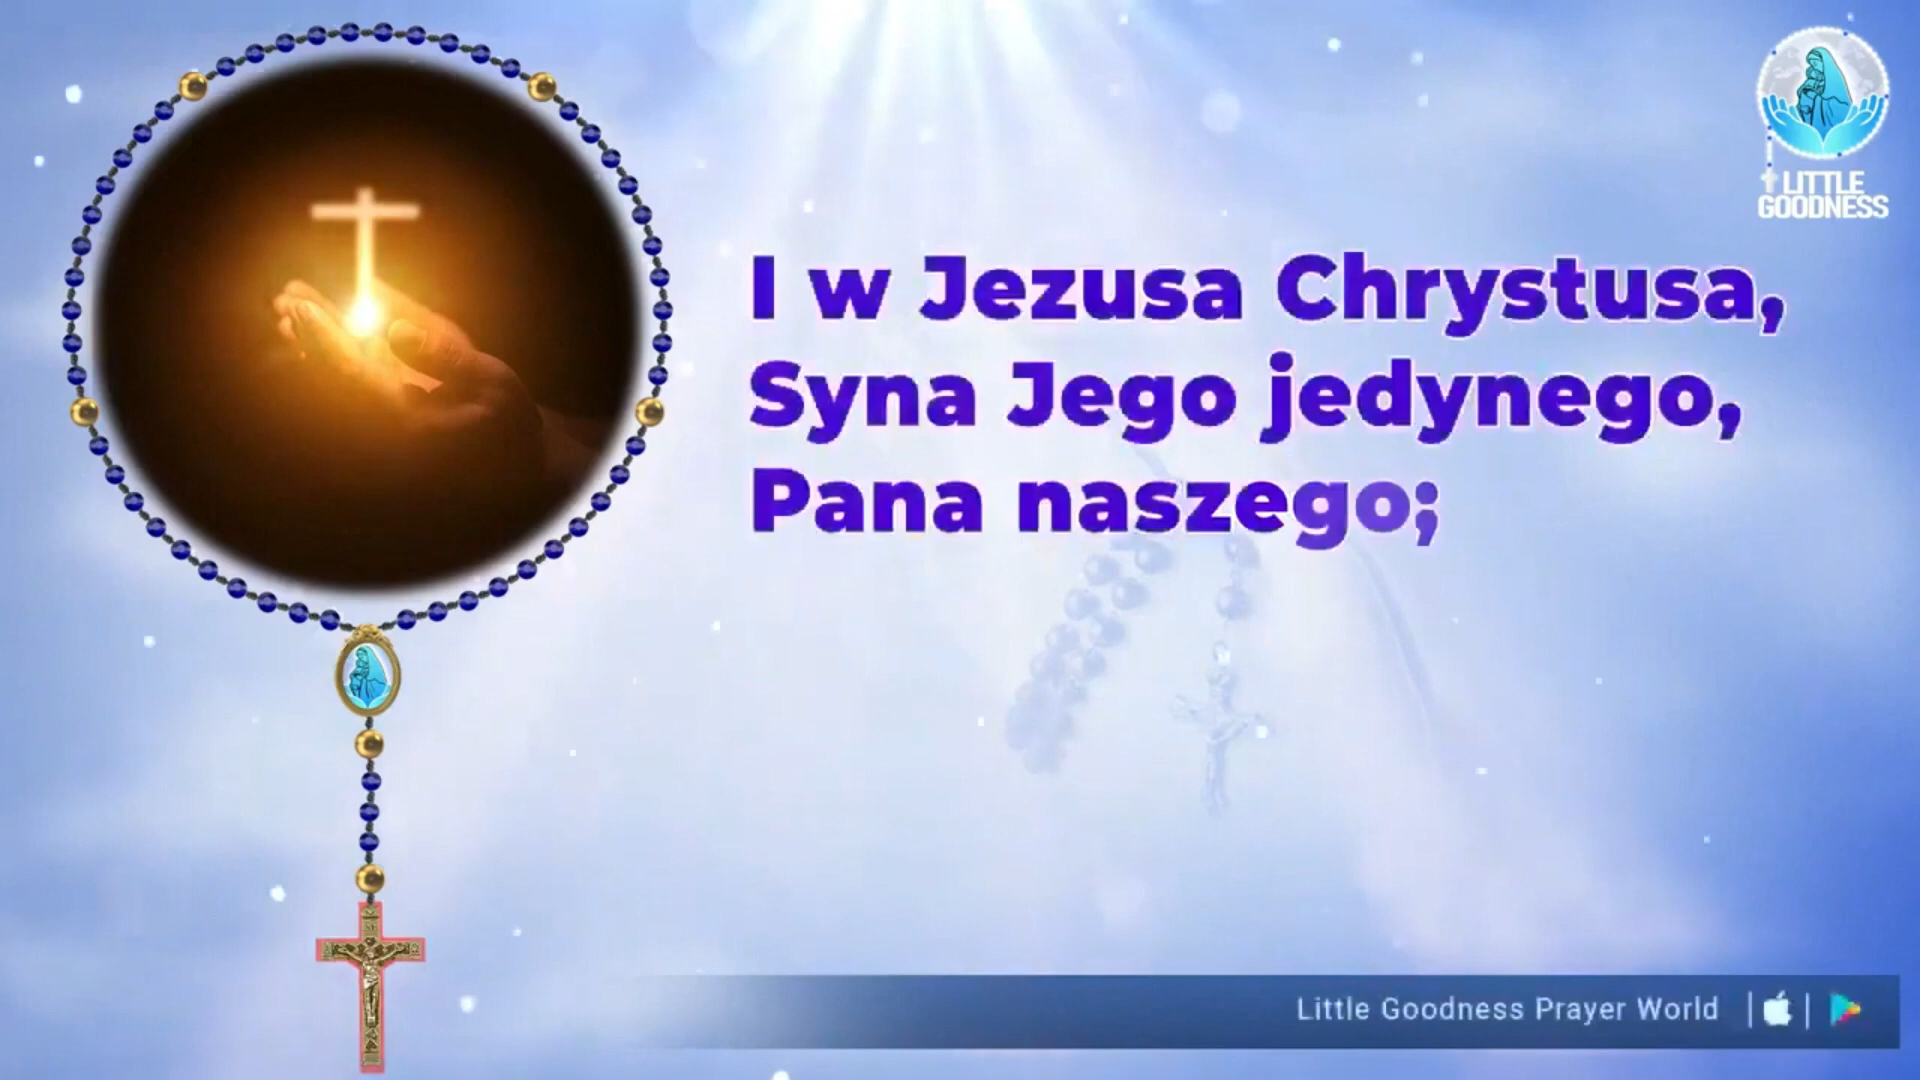 LITTLE
GOODNESS
I w Jezusa Chrystusa,
Syna Jego jedynego,
Pana naszego;
Little Goodness Prayer World